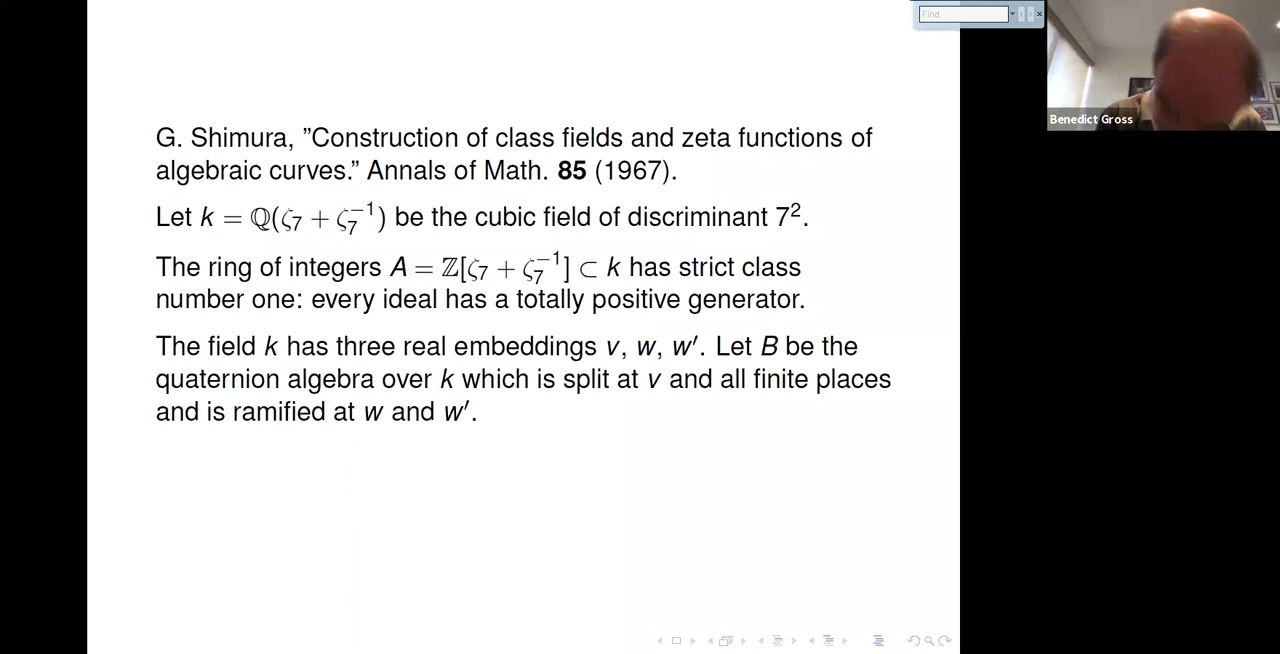 Find
Benedict Gross
G. Shimura, ”Construction of class fields and zeta functions of
algebraic curves.” Annals of Math. 85 (1967).
Let k = ℚ(ζ₇ + ζ₇⁻¹) be the cubic field of discriminant 7².
The ring of integers A = ℤ[ζ₇ + ζ₇⁻¹] ⊂ k has strict class
number one: every ideal has a totally positive generator.
The field k has three real embeddings v, w, w′. Let B be the
quaternion algebra over k which is split at v and all finite places
and is ramified at w and w′.